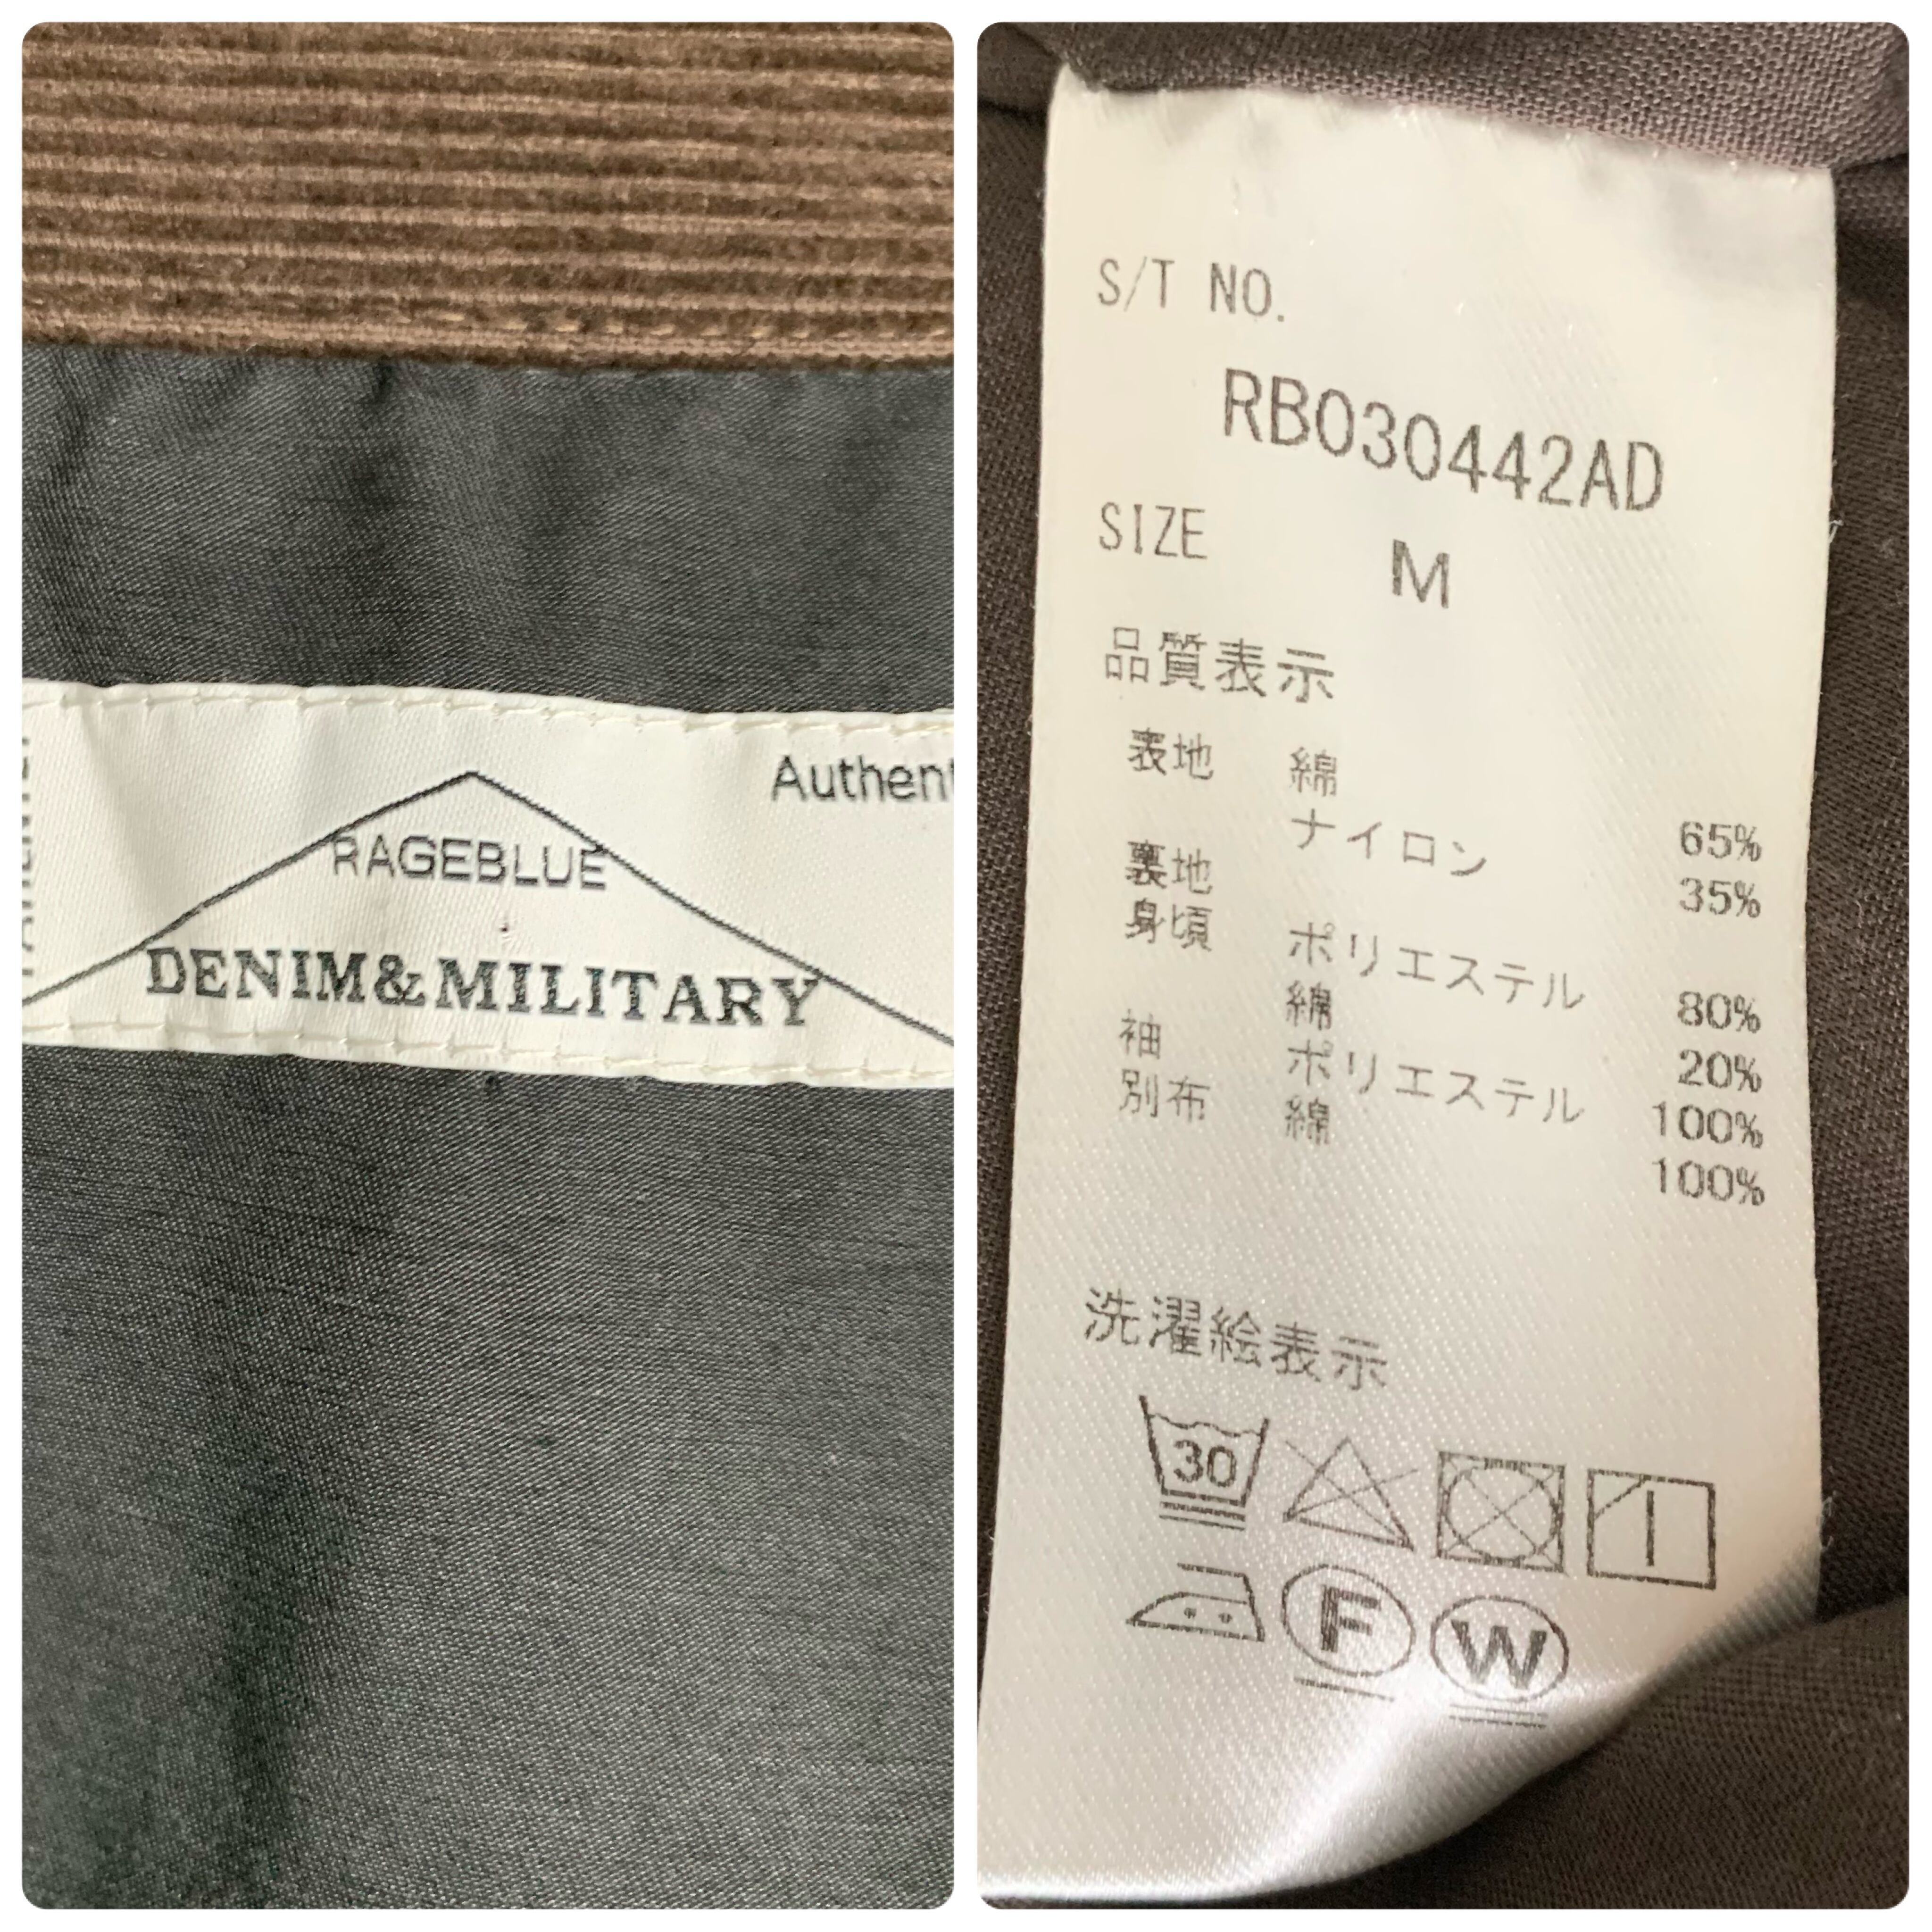 Authent
RAGEBLUE
DENIM&MILITARY
S/T NO.
RB030442AD
SIZE M
品質表示
表地 綿 65%
ナイロン 35%
裏地
身頃 ポリエステル 80%
綿 20%
袖 ポリエステル 100%
別布 綿 100%
洗濯絵表示
30
F
W